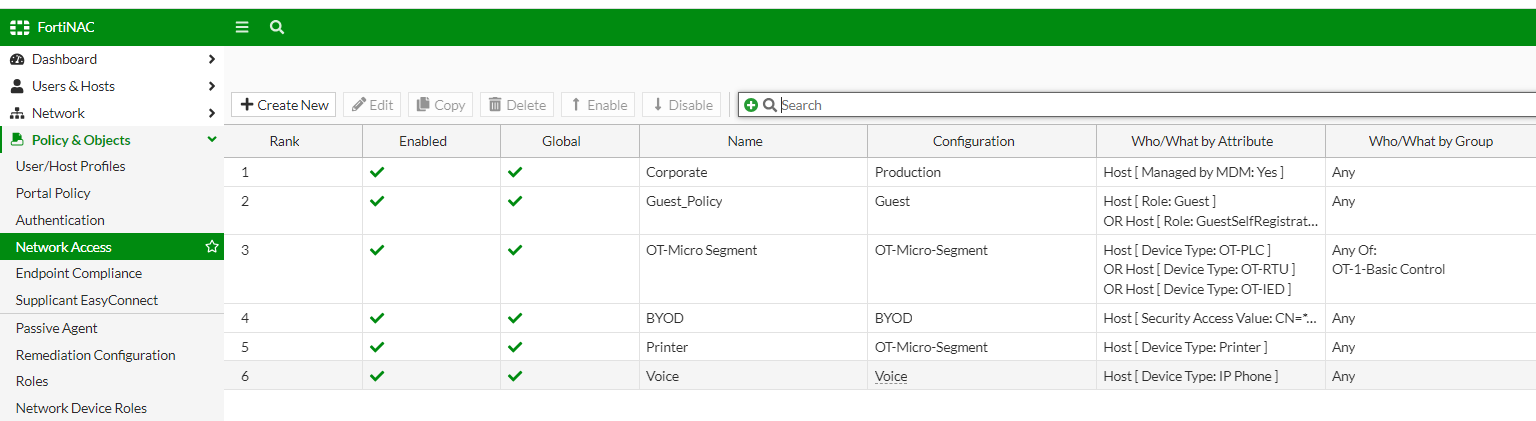 FortiNAC
Dashboard
Users & Hosts
Network
Policy & Objects
User/Host Profiles
Portal Policy
Authentication
Network Access
Endpoint Compliance
Supplicant EasyConnect
Passive Agent
Remediation Configuration
Roles
Network Device Roles
Create New Edit Copy Delete Enable Disable Search
Rank Enabled Global Name Configuration Who/What by Attribute Who/What by Group
1 Corporate Production Host [ Managed by MDM: Yes ] Any
2 Guest_Policy Guest Host [ Role: Guest ] Any
OR Host [ Role: GuestSelfRegistrat...
3 OT-Micro Segment OT-Micro-Segment Host [ Device Type: OT-PLC ] Any Of:
OR Host [ Device Type: OT-RTU ] OT-1-Basic Control
OR Host [ Device Type: OT-IED ]
4 BYOD BYOD Host [ Security Access Value: CN=*... Any
5 Printer OT-Micro-Segment Host [ Device Type: Printer ] Any
6 Voice Voice Host [ Device Type: IP Phone ] Any